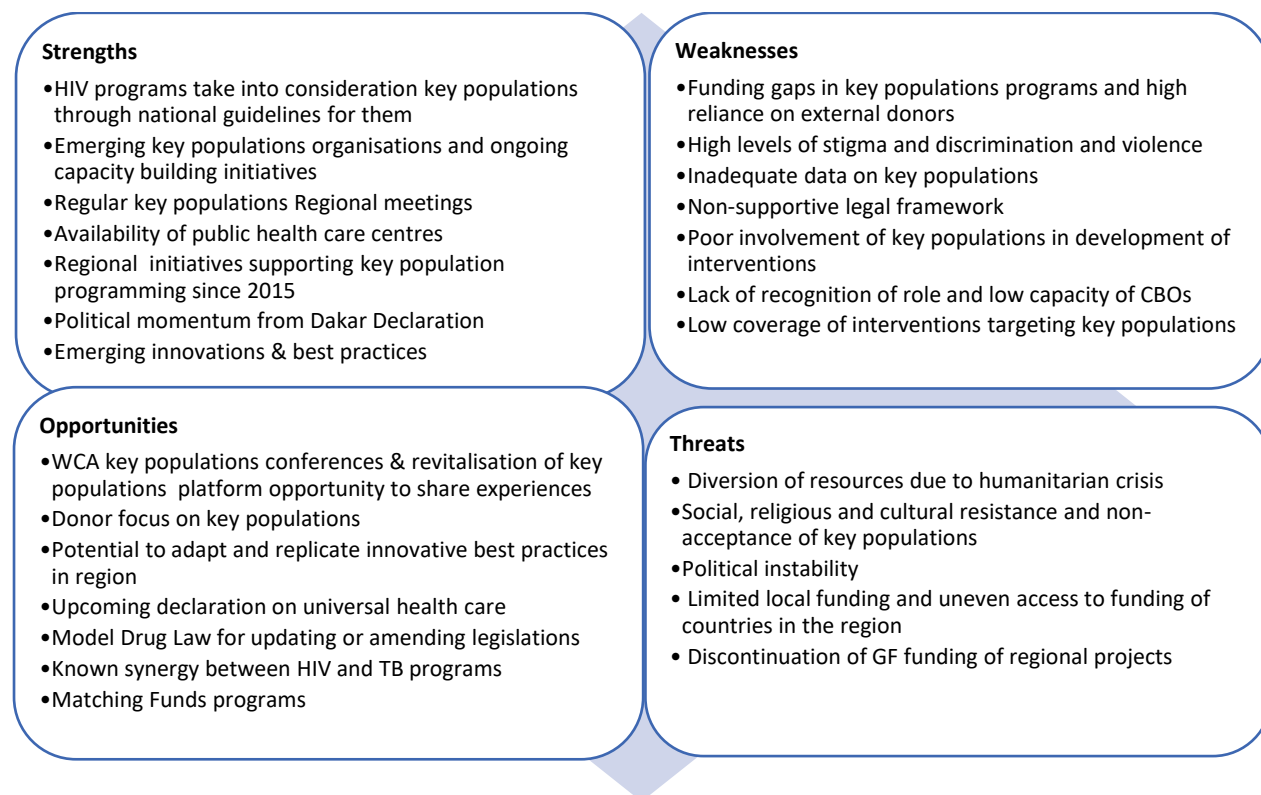 Strengths
•HIV programs take into consideration key populations
through national guidelines for them
•Emerging key populations organisations and ongoing
capacity building initiatives
•Regular key populations Regional meetings
•Availability of public health care centres
•Regional initiatives supporting key population
programming since 2015
•Political momentum from Dakar Declaration
•Emerging innovations & best practices
Weaknesses
•Funding gaps in key populations programs and high
reliance on external donors
•High levels of stigma and discrimination and violence
•Inadequate data on key populations
•Non-supportive legal framework
•Poor involvement of key populations in development of
interventions
•Lack of recognition of role and low capacity of CBOs
•Low coverage of interventions targeting key populations
Opportunities
•WCA key populations conferences & revitalisation of key
populations platform opportunity to share experiences
•Donor focus on key populations
•Potential to adapt and replicate innovative best practices
in region
•Upcoming declaration on universal health care
•Model Drug Law for updating or amending legislations
•Known synergy between HIV and TB programs
•Matching Funds programs
Threats
• Diversion of resources due to humanitarian crisis
•Social, religious and cultural resistance and non-
acceptance of key populations
•Political instability
• Limited local funding and uneven access to funding of
countries in the region
• Discontinuation of GF funding of regional projects